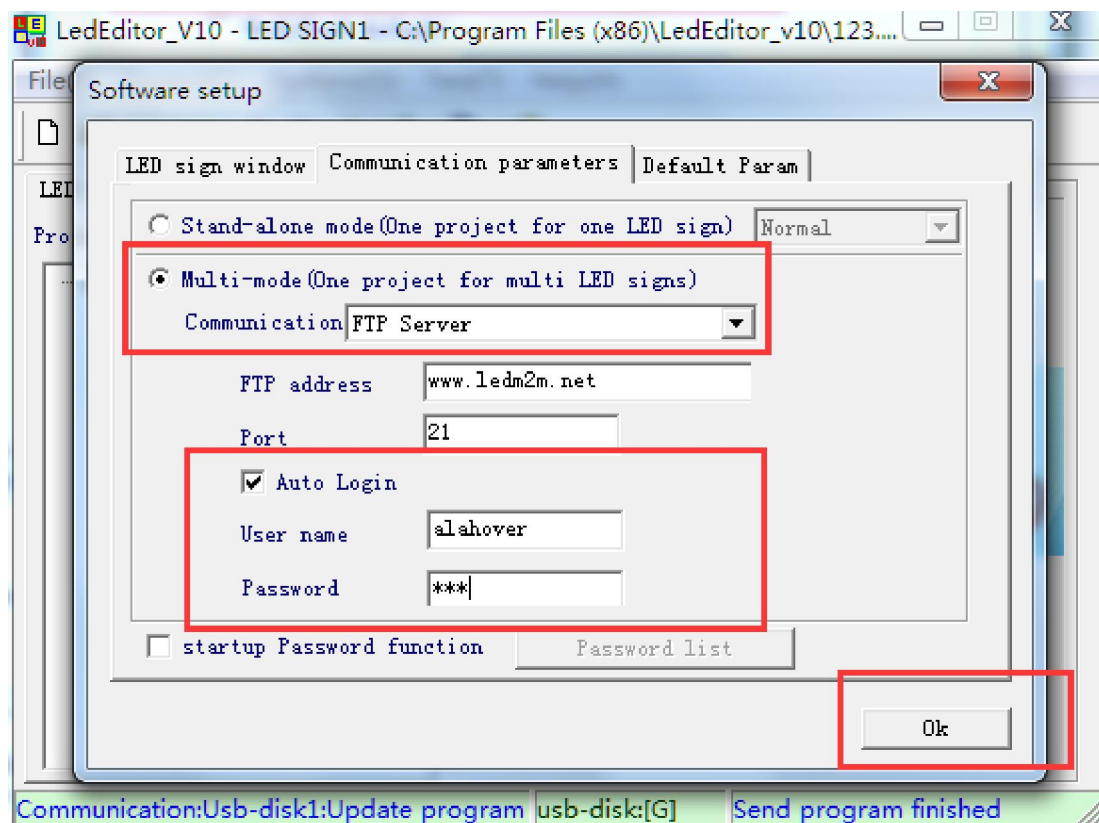 LedEditor_V10 - LED SIGN1 - C:\Program Files (x86)\LedEditor_v10\123....
File(
Software setup
LED
Pro
LED sign window Communication parameters Default Param
Stand-alone mode(One project for one LED sign) Normal
Multi-mode(One project for multi LED signs)
Communication FTP Server
FTP address www.ledm2m.net
Port 21
Auto Login
User name alahover
Password ***
startup Password function Password list
Ok
Communication:Usb-disk1:Update program usb-disk:[G] Send program finished